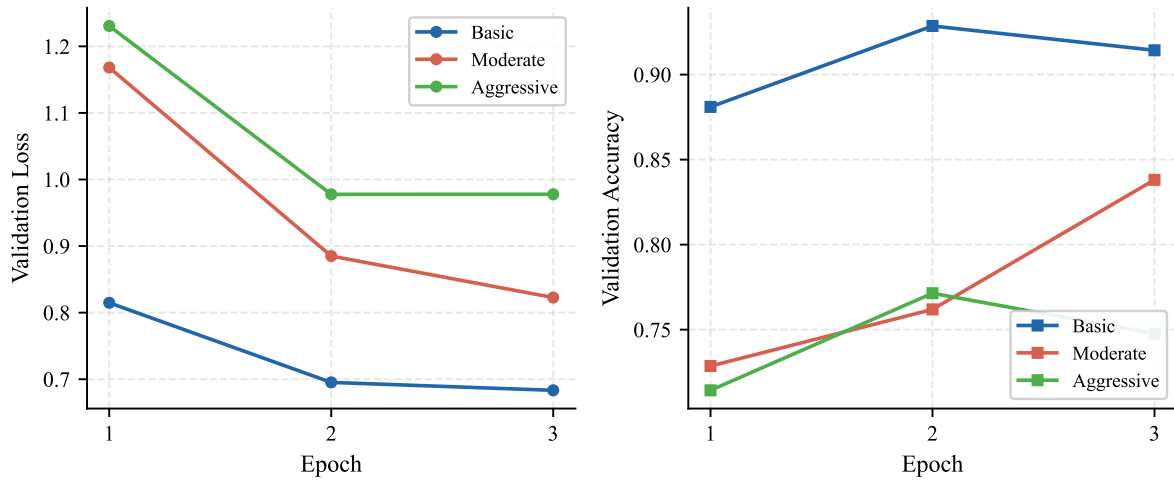 Validation Loss
1.2
1.1
1.0
0.9
0.8
0.7
1
2
3
Epoch
Basic
Moderate
Aggressive
Validation Accuracy
0.90
0.85
0.80
0.75
1
2
3
Epoch
Basic
Moderate
Aggressive